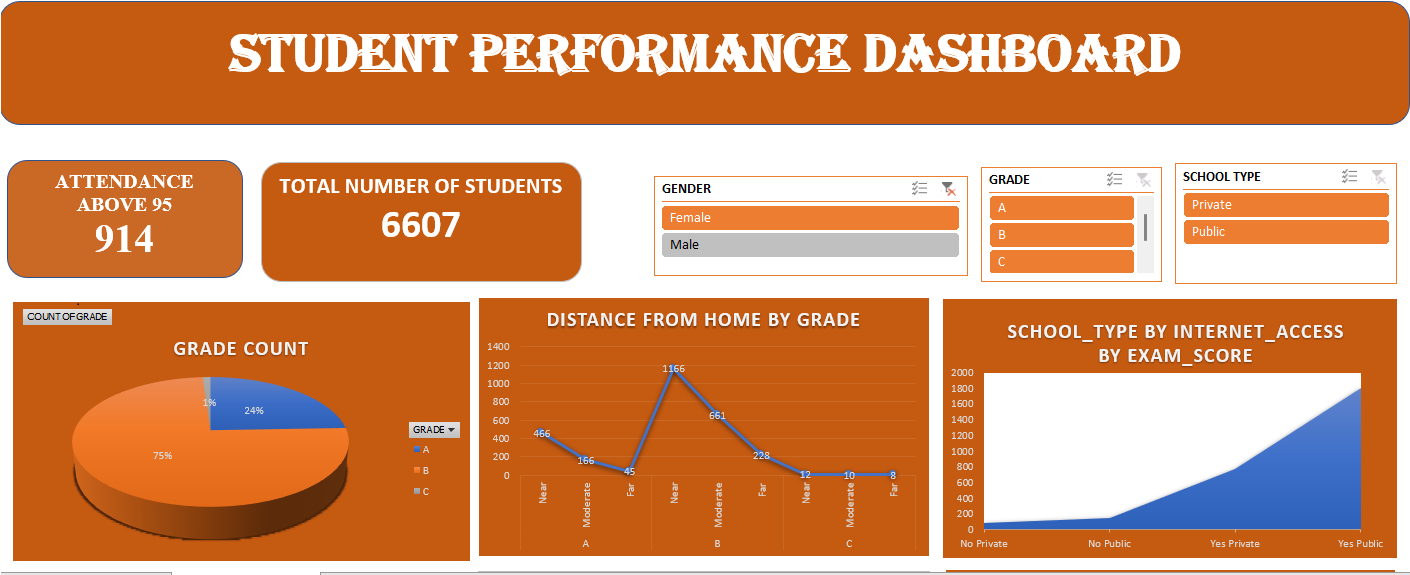 STUDENT PERFORMANCE DASHBOARD
ATTENDANCE
ABOVE 95
914
TOTAL NUMBER OF STUDENTS
6607
GENDER
Female
Male
GRADE
A
B
C
SCHOOL TYPE
Private
Public
COUNT OF GRADE
GRADE COUNT
1%
24%
75%
GRADE
A
B
C
DISTANCE FROM HOME BY GRADE
1400
1200
1000
800
600
400
200
0
466
166
45
1166
661
228
12
10
8
Near
Moderate
Far
Near
Moderate
Far
Near
Moderate
Far
A
B
C
SCHOOL_TYPE BY INTERNET_ACCESS
BY EXAM_SCORE
2000
1800
1600
1400
1200
1000
800
600
400
200
0
No Private
No Public
Yes Private
Yes Public